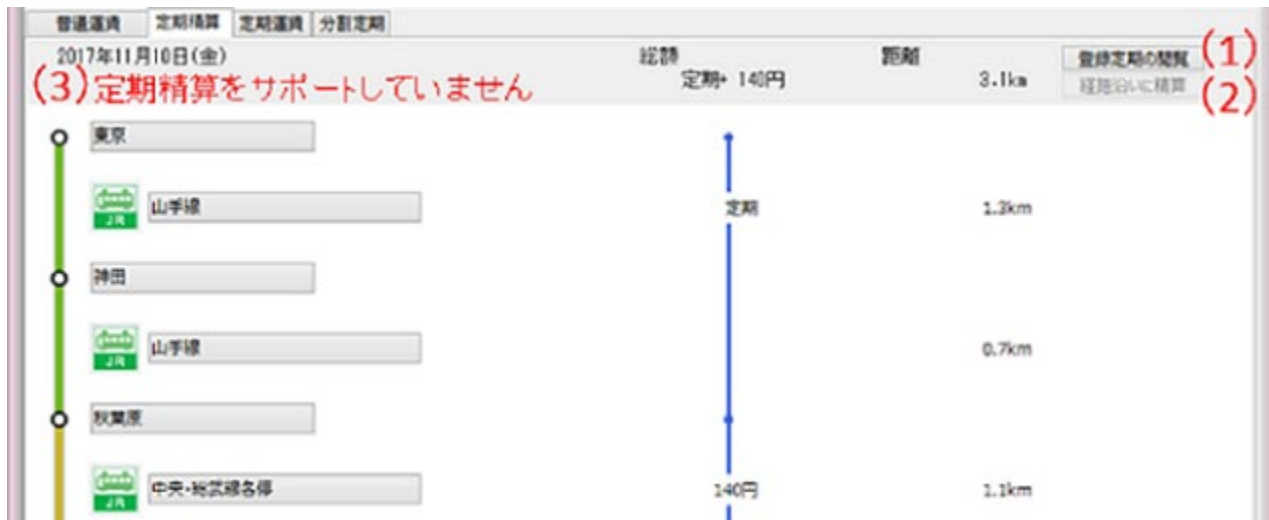 普通運賃 定期精算 定期運賃 分割定期
2017年11月10日(金) 総額 距離 登録定期の閲覧 (1)
(3)定期精算をサポートしていません 定期+ 140円 3.1km 経路沿いに積算 (2)
東京
JR 山手線 定期 1.3km
神田
JR 山手線 0.7km
秋葉原
JR 中央・総武線各停 140円 1.1km